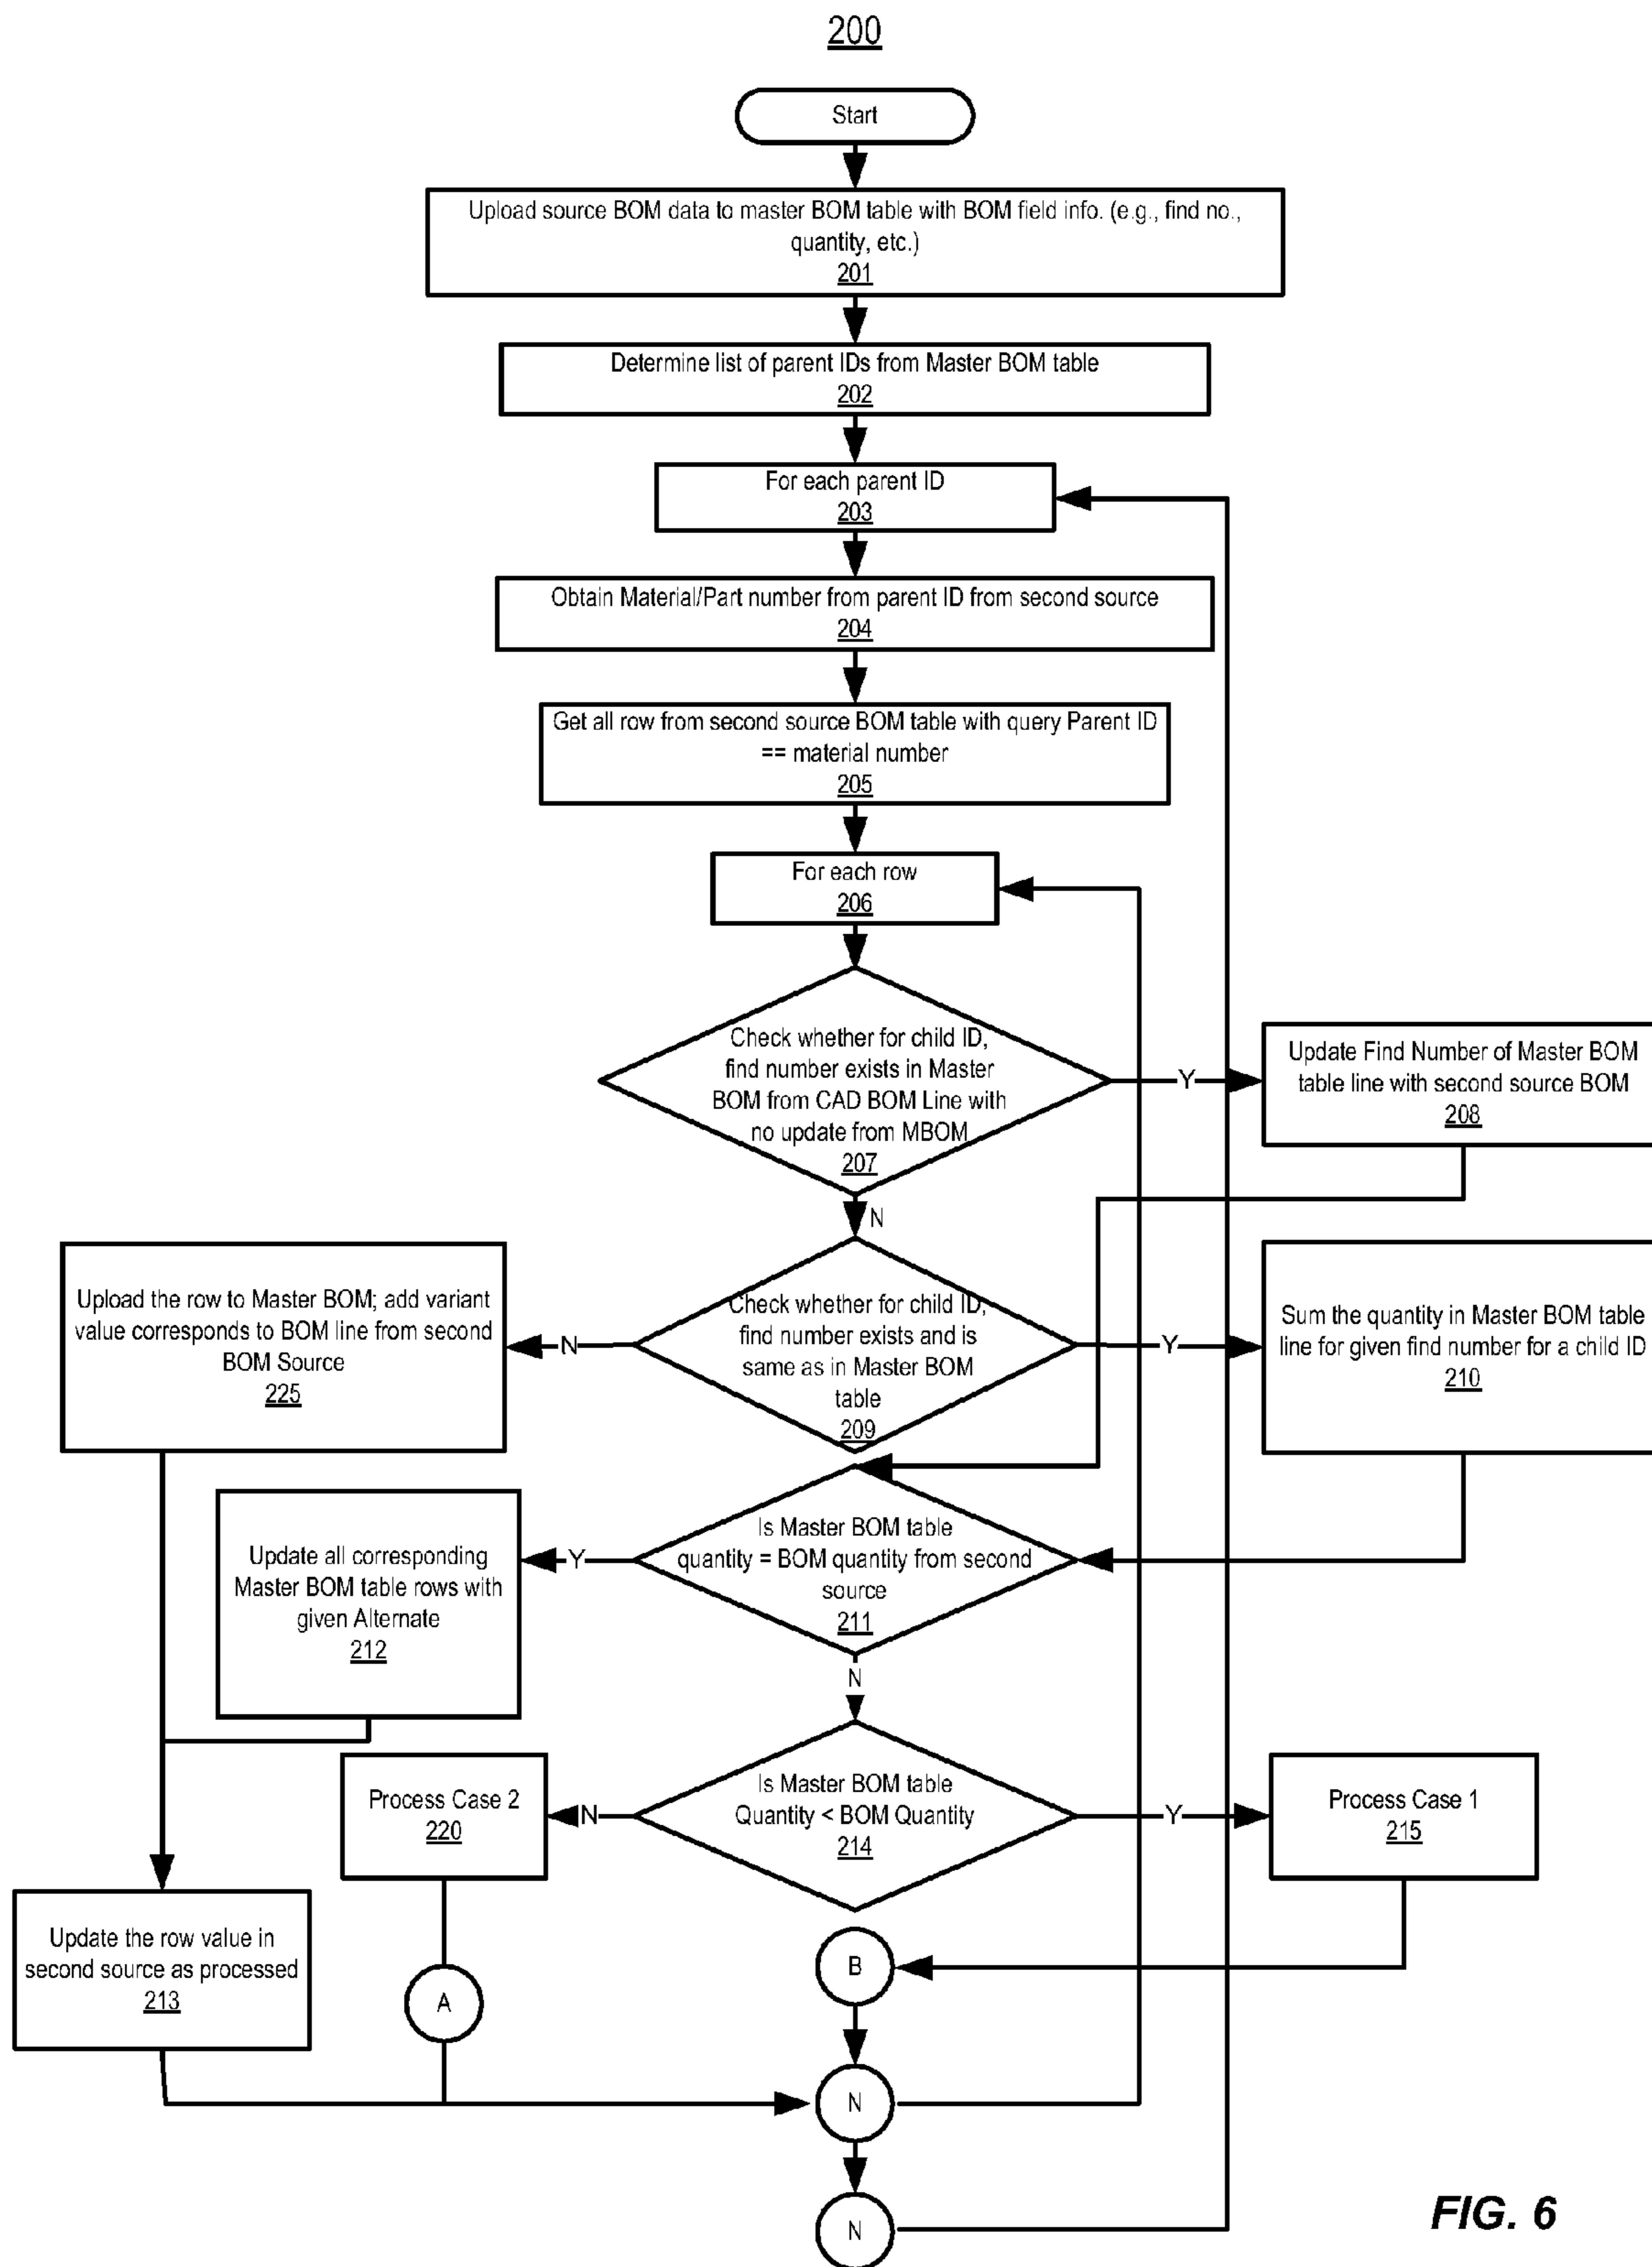 200
Start
Upload source BOM data to master BOM table with BOM field info. (e.g., find no.,
quantity, etc.)
201
Determine list of parent IDs from Master BOM table
202
For each parent ID
203
Obtain Material/Part number from parent ID from second source
204
Get all row from second source BOM table with query Parent ID
== material number
205
For each row
206
Check whether for child ID,
find number exists in Master
BOM from CAD BOM Line with
no update from MBOM
207
Y
Update Find Number of Master BOM
table line with second source BOM
208
N
Upload the row to Master BOM; add variant
value corresponds to BOM line from second
BOM Source
225
N
Check whether for child ID,
find number exists and is
same as in Master BOM
table
209
Y
Sum the quantity in Master BOM table
line for given find number for a child ID
210
Update all corresponding
Master BOM table rows with
given Alternate
212
Y
Is Master BOM table
quantity = BOM quantity from second
source
211
N
Process Case 2
220
N
Is Master BOM table
Quantity < BOM Quantity
214
Y
Process Case 1
215
Update the row value in
second source as processed
213
A
B
N
N
FIG. 6